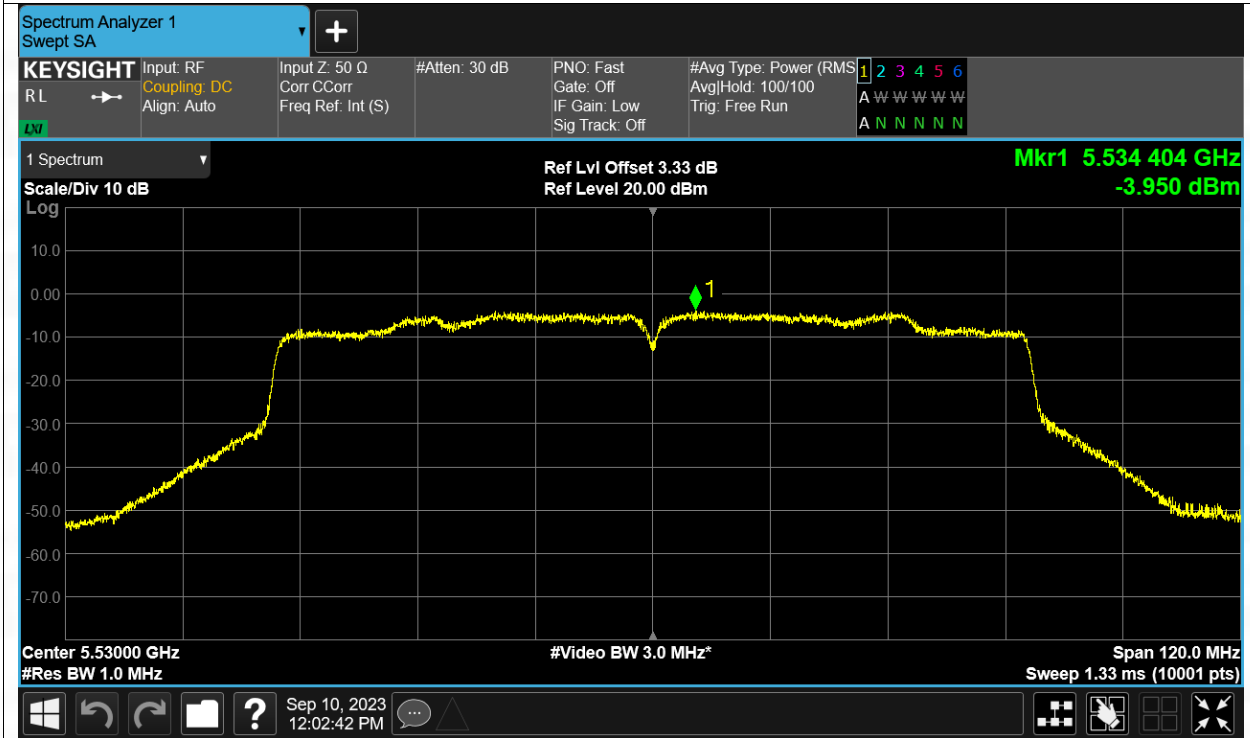 Spectrum Analyzer 1
Swept SA
KEYSIGHT
R L
LXI
Input: RF
Coupling: DC
Align: Auto
Input Z: 50 Ω
Corr CCorr
Freq Ref: Int (S)
#Atten: 30 dB
PNO: Fast
Gate: Off
IF Gain: Low
Sig Track: Off
#Avg Type: Power (RMS
Avg|Hold: 100/100
Trig: Free Run
1 2 3 4 5 6
A W W W W W
A N N N N N
1 Spectrum
Scale/Div 10 dB
Log
Ref Lvl Offset 3.33 dB
Ref Level 20.00 dBm
Mkr1 5.534 404 GHz
-3.950 dBm
10.0
0.00
-10.0
-20.0
-30.0
-40.0
-50.0
-60.0
-70.0
1
Center 5.53000 GHz
#Res BW 1.0 MHz
#Video BW 3.0 MHz*
Span 120.0 MHz
Sweep 1.33 ms (10001 pts)
?
Sep 10, 2023
12:02:42 PM